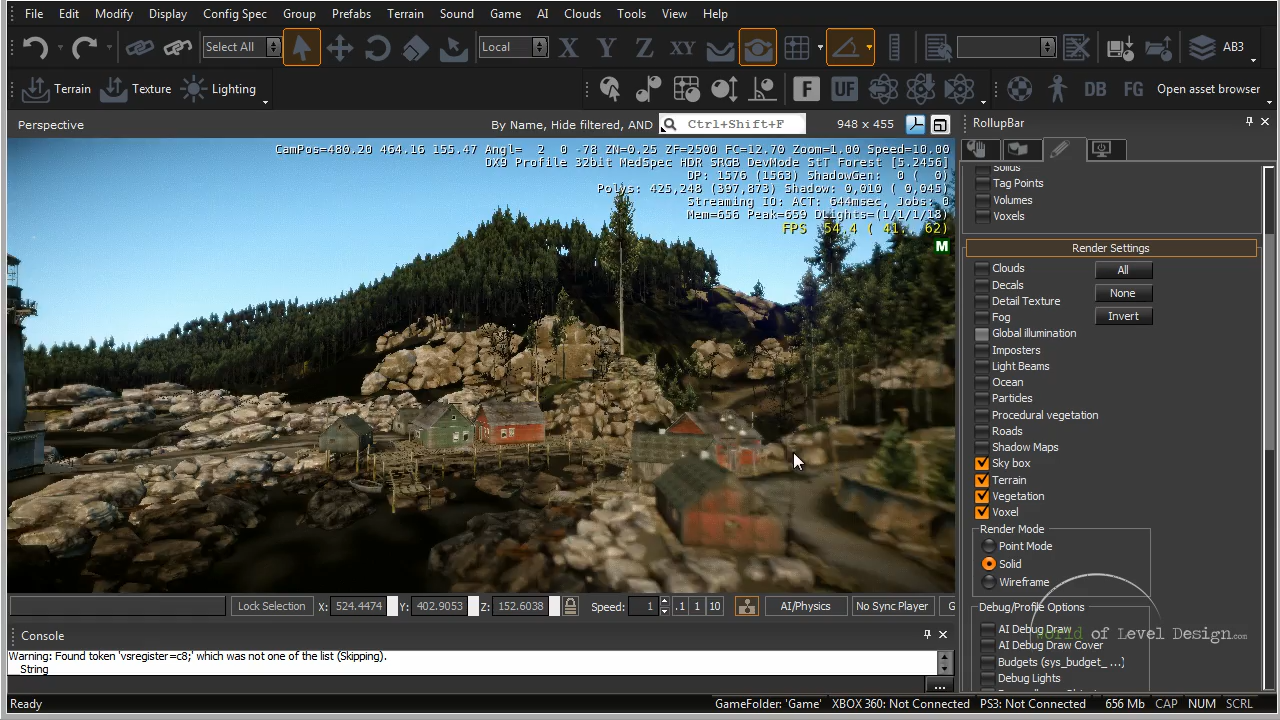 File Edit Modify Display Config Spec Group Prefabs Terrain Sound Game AI Clouds Tools View Help
Select All Local X Y Z XY AB3
Terrain Texture Lighting F UF DB FG Open asset browser
Perspective By Name, Hide filtered, AND Ctrl+Shift+F 948 x 455
CamPos=480.20 464.16 155.47 Angl= 2 0 -78 ZN=0.25 ZF=2500 FC=12.70 Zoom=1.00 Speed=10.00
DX9 Profile 32bit MedSpec HDR SRGB DevMode StT Forest [5.2456]
DP: 1576 (1563) ShadowGen: 0 ( 0)
Polys: 425,248 (397,873) Shadow: 0,010 ( 0,045)
Streaming IO: ACT: 644msec, Jobs: 0
Mem=656 Peak=659 DLights=(1/1/1/18)
FPS 54.4 ( 41.. 62)
M
RollupBar
Solids
Tag Points
Volumes
Voxels
Render Settings
Clouds All
Decals
None
Detail Texture
Fog Invert
Global illumination
Imposters
Light Beams
Ocean
Particles
Procedural vegetation
Roads
Shadow Maps
Sky box
Terrain
Vegetation
Voxel
Render Mode
Point Mode
Solid
Wireframe
Debug/Profile Options
AI Debug Draw
World of Level Design.com
AI Debug Draw Cover
Budgets (sys_budget_ ...)
Debug Lights
Lock Selection X: 524.4474 Y: 402.9053 Z: 152.6038 Speed: 1 .1 1 10 AI/Physics No Sync Player G
Console
Warning: Found token 'vsregister=c8;' which was not one of the list (Skipping).
String
...
Ready GameFolder: 'Game' XBOX 360: Not Connected PS3: Not Connected 656 Mb CAP NUM SCRL